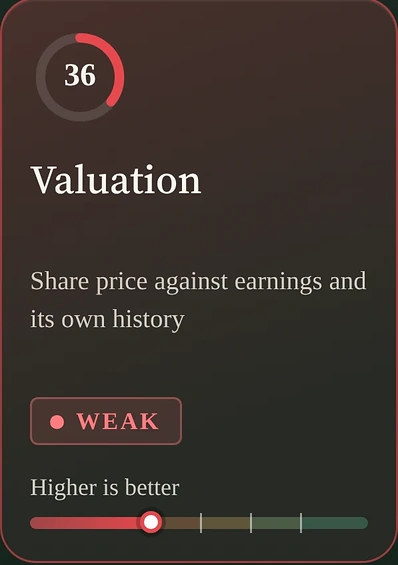 36
Valuation
Share price against earnings and
its own history
WEAK
Higher is better